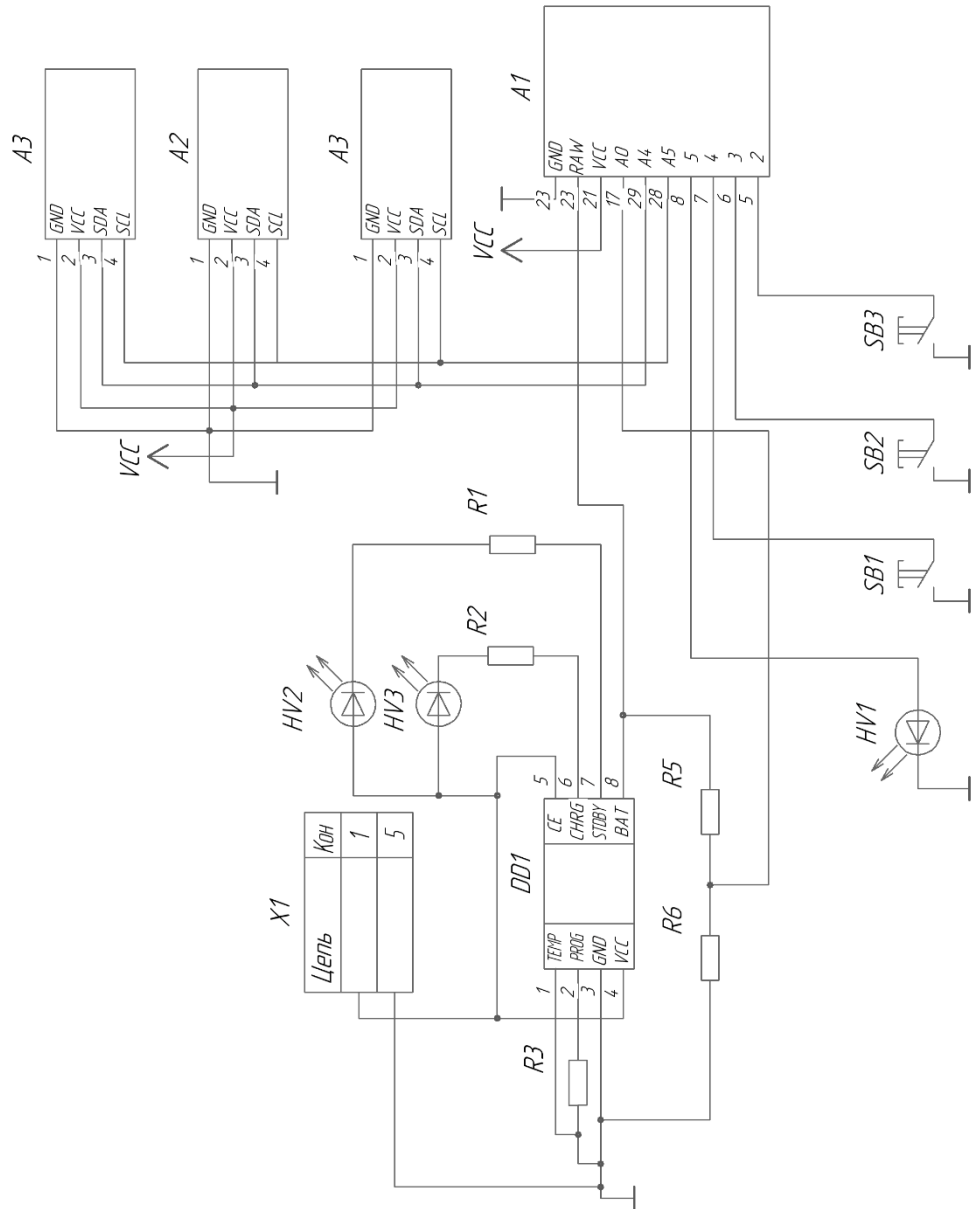 A3
GND
VCC
SDA
SCL
1
2
3
4
A2
GND
VCC
SDA
SCL
1
2
3
4
A3
GND
VCC
SDA
SCL
1
2
3
4
A1
GND
RAW
VCC
A0
A4
A5
5
4
3
2
23
23
21
17
29
28
8
7
6
5
VCC
VCC
SB3
SB2
SB1
R1
R2
HV2
HV3
HV1
X1
Цепь
Кон
1
5
DD1
TEMP
PROG
GND
VCC
1
2
3
4
CE
CHRG
STDBY
BAT
5
6
7
8
R3
R5
R6